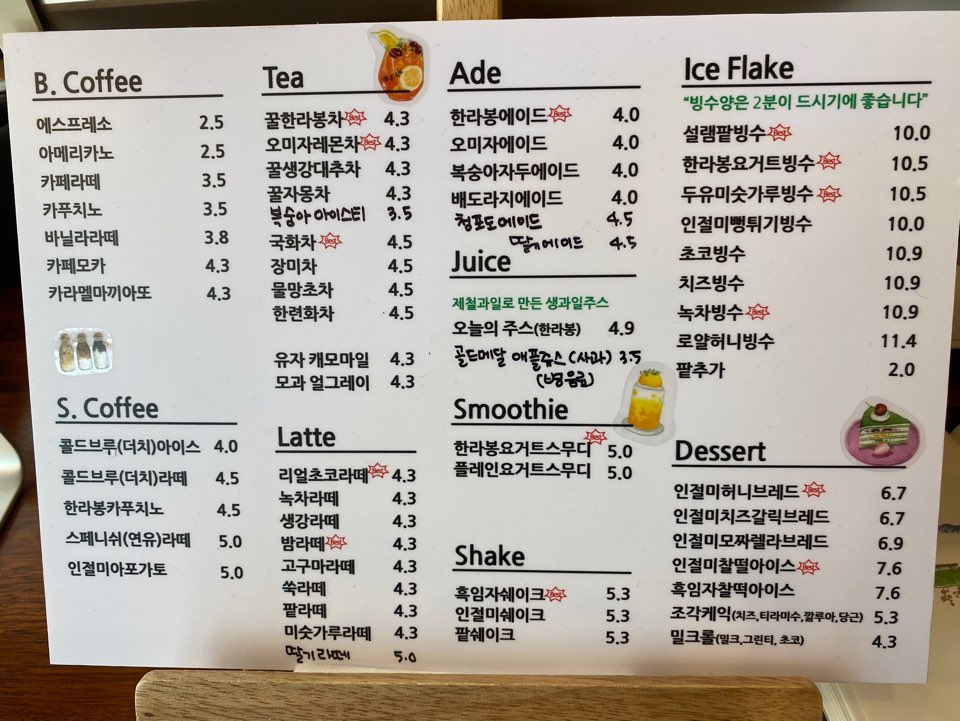 B. Coffee
에스프레소 2.5
아메리카노 2.5
카페라떼 3.5
카푸치노 3.5
바닐라라떼 3.8
카페모카 4.3
카라멜마끼아또 4.3
S. Coffee
콜드브루(더치)아이스 4.0
콜드브루(더치)라떼 4.5
한라봉카푸치노 4.5
스페니쉬(연유)라떼 5.0
인절미아포가토 5.0
Tea
꿀한라봉차 Best 4.3
오미자레몬차 Best 4.3
꿀생강대추차 4.3
꿀자몽차 4.3
복숭아 아이스티 3.5
국화차 Best 4.5
장미차 4.5
물망초차 4.5
한련화차 4.5
유자 캐모마일 4.3
모과 얼그레이 4.3
Latte
리얼초코라떼 Best 4.3
녹차라떼 4.3
생강라떼 4.3
밤라떼 Best 4.3
고구마라떼 4.3
쑥라떼 4.3
팥라떼 4.3
미숫가루라떼 4.3
딸기라떼 5.0
Ade
한라봉에이드 Best 4.0
오미자에이드 4.0
복숭아자두에이드 4.0
배도라지에이드 4.0
청포도에이드 4.5
딸기에이드 4.5
Juice
제철과일로 만든 생과일주스
오늘의 주스(한라봉) 4.9
골드메달 애플쥬스(사과) 3.5
(병음료)
Smoothie
한라봉요거트스무디 Best 5.0
플레인요거트스무디 5.0
Shake
흑임자쉐이크 Best 5.3
인절미쉐이크 5.3
팥쉐이크 5.3
Ice Flake
“빙수양은 2분이 드시기에 좋습니다”
설램팥빙수 Best 10.0
한라봉요거트빙수 Best 10.5
두유미숫가루빙수 Best 10.5
인절미뻥튀기빙수 10.0
초코빙수 10.9
치즈빙수 10.9
녹차빙수 Best 10.9
로얄허니빙수 11.4
팥추가 2.0
Dessert
인절미허니브레드 Best 6.7
인절미치즈갈릭브레드 6.7
인절미모짜렐라브레드 6.9
인절미찰떨아이스 Best 7.6
흑임자찰떡아이스 7.6
조각케익(치즈,티라미수,깔루아,당근) 5.3
밀크롤(밀크,그린티, 초코) 4.3